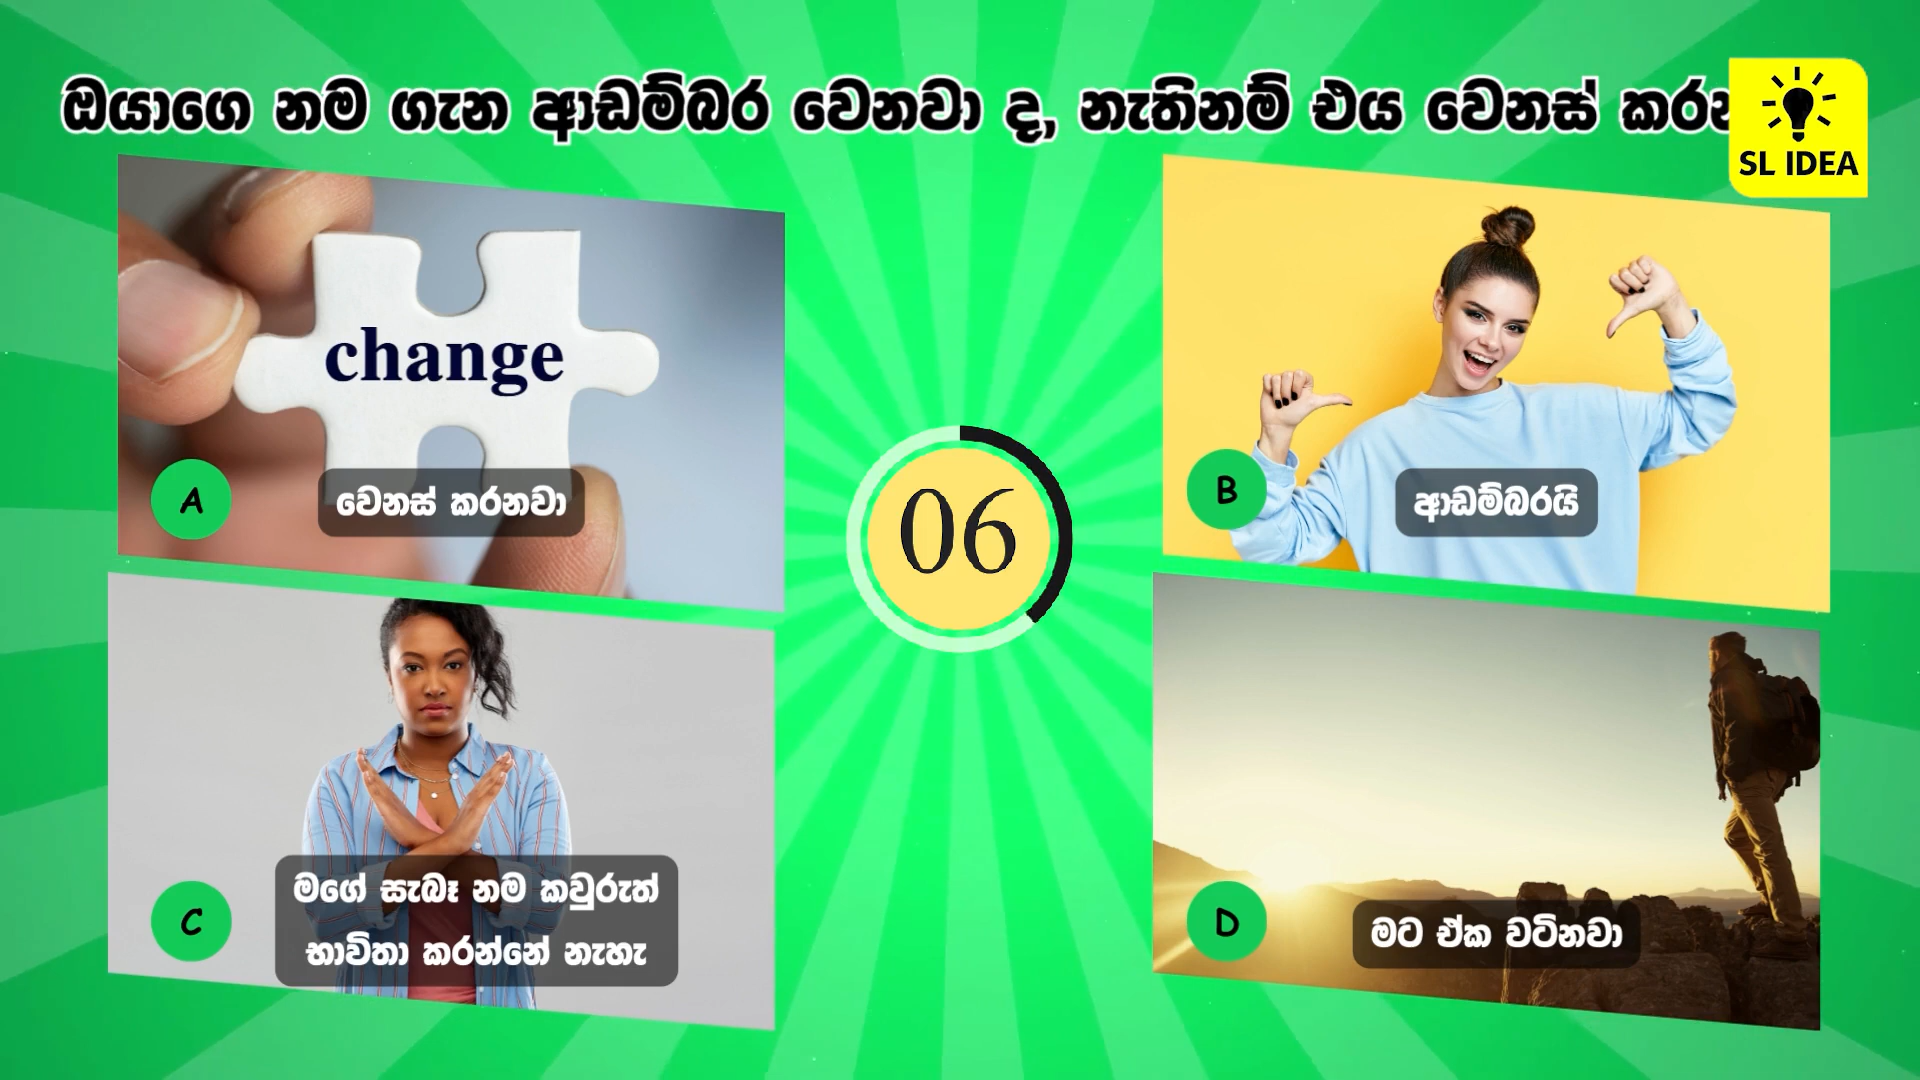 ඔයාගෙ නම ගැන ආඩම්බර වෙනවා ද, නැතිනම් එය වෙනස්
SL IDEA
change
A
වෙනස් කරනවා
B
ආඩම්බරයි
06
C
මගේ සැබෑ නම කවුරුත්
භාවිතා කරන්නේ නැහැ
D
මට ඒක වටිනවා